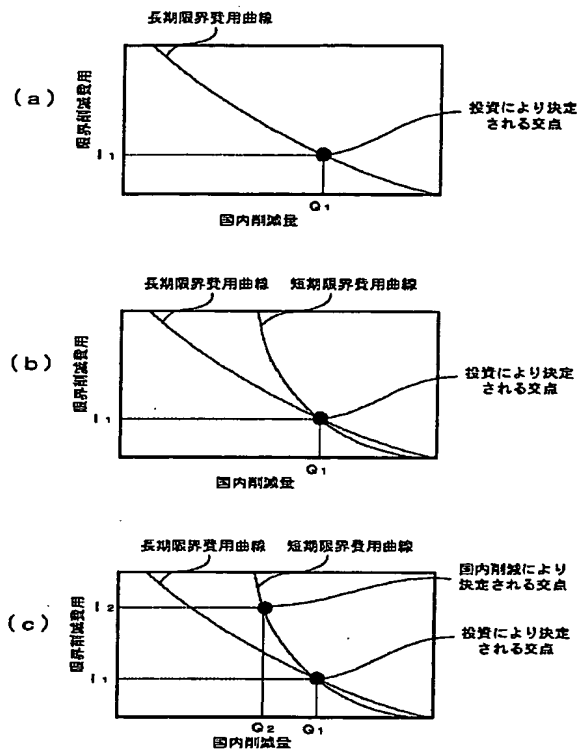 (a)
長期限界費用曲線
限界削減費用
I₁
投資により決定
される交点
Q₁
国内削減量
(b)
長期限界費用曲線 短期限界費用曲線
限界削減費用
I₁
投資により決定
される交点
Q₁
国内削減量
(c)
長期限界費用曲線 短期限界費用曲線
限界削減費用
I₂
国内削減により
決定される交点
I₁
投資により決定
される交点
Q₂ Q₁
国内削減量